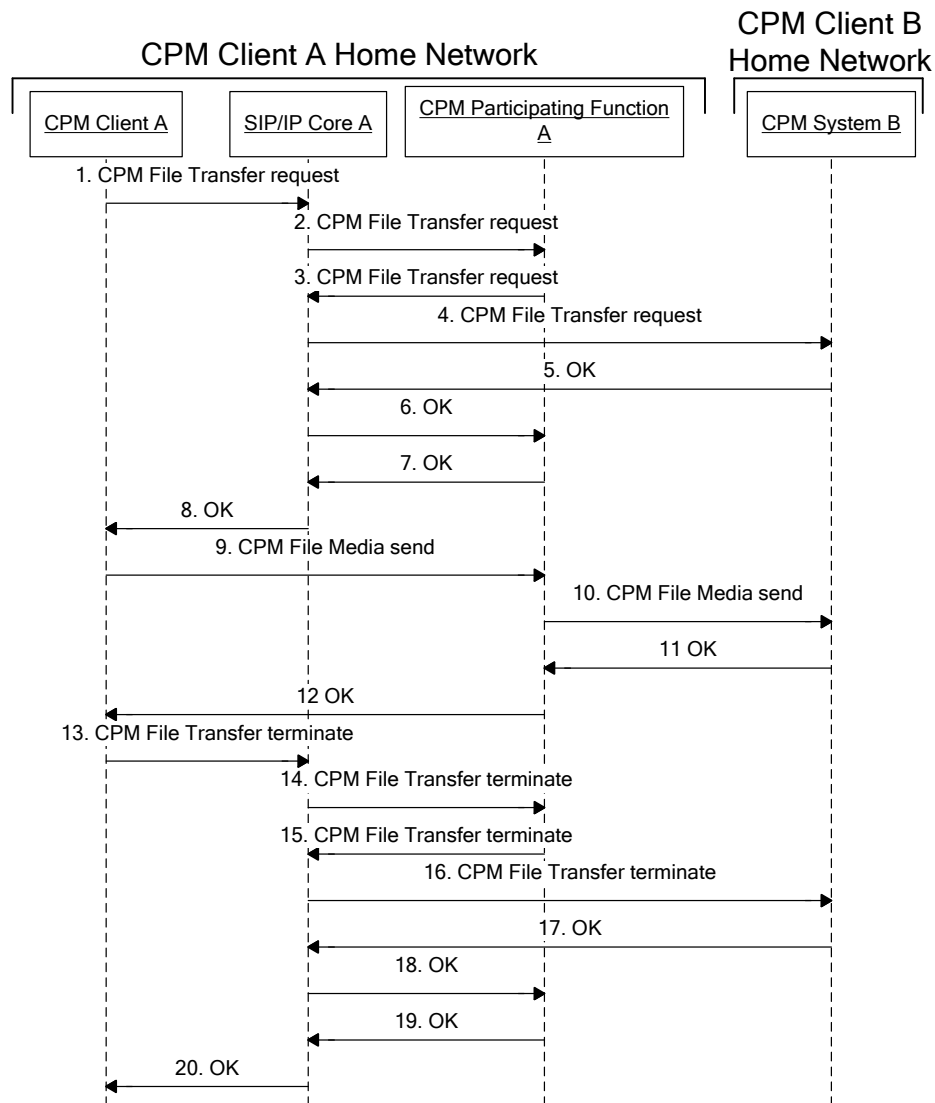 CPM Client A Home Network
CPM Client B
Home Network
CPM Client A
SIP/IP Core A
CPM Participating Function
A
CPM System B
1. CPM File Transfer request
2. CPM File Transfer request
3. CPM File Transfer request
4. CPM File Transfer request
5. OK
6. OK
7. OK
8. OK
9. CPM File Media send
10. CPM File Media send
11 OK
12 OK
13. CPM File Transfer terminate
14. CPM File Transfer terminate
15. CPM File Transfer terminate
16. CPM File Transfer terminate
17. OK
18. OK
19. OK
20. OK